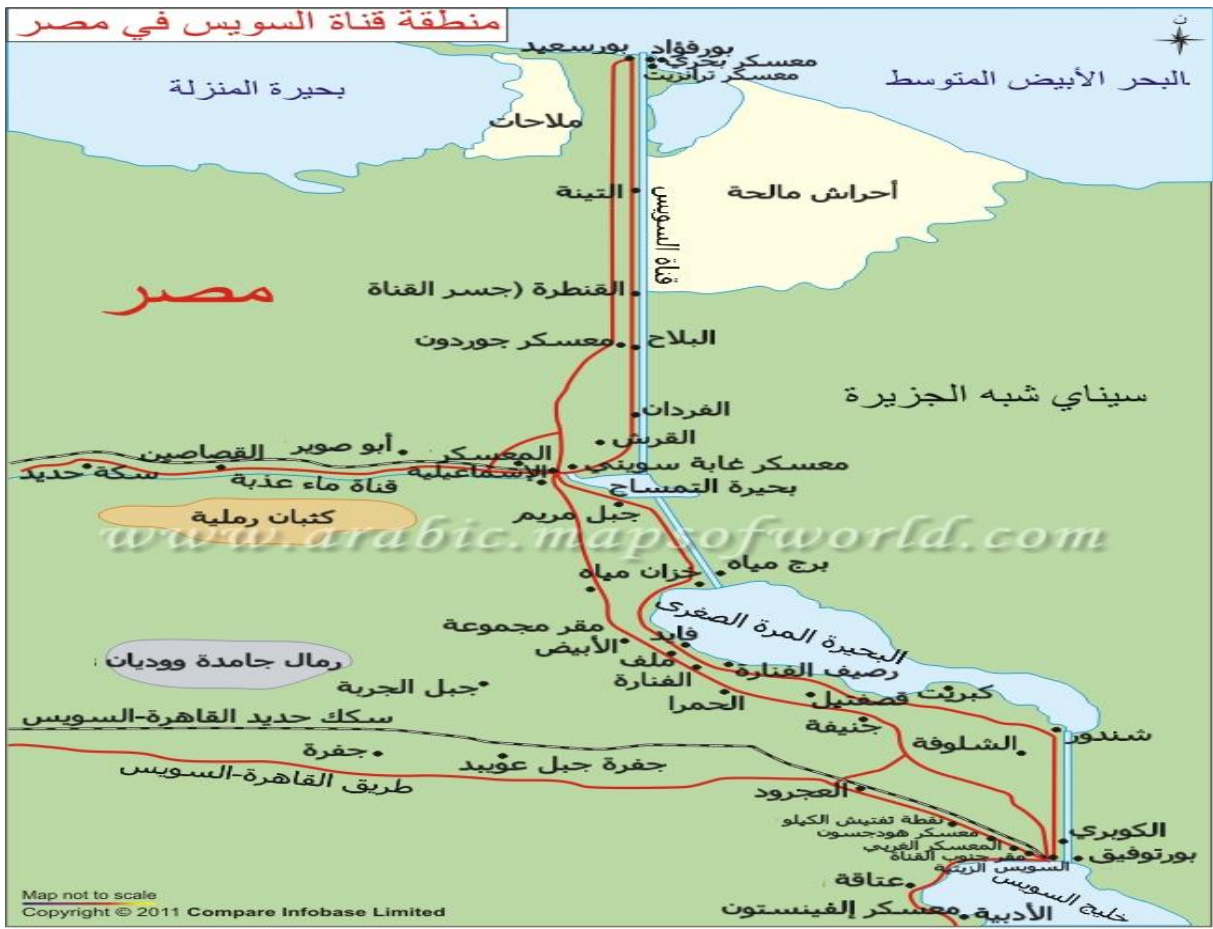 منطقة قناة السويس في مصر
ن
بورسعيد
بورفؤاد
معسكر بحري
معسكر ترانزيت
البحر الأبيض المتوسط
بحيرة المنزلة
ملاحات
التينة
قناة السويس
أحراش مالحة
مصر
القنطرة (جسر القناة
معسكر جوردون
البلاح
سيناي شبه الجزيرة
الفردان
القرش
أبو صوير
القصاصين
المعسكر
معسكر غابة سويني
سكة حديد
قناة ماء عذبة
الإسماعيلية
بحيرة التمساح
كثبان رملية
جبل مريم
www.arabic.mapsofworld.com
برج مياه
خزان مياه
البحيرة المرة الصغرى
مقر مجموعة
الأبيض
فايد
ملف
الفنارة
رصيف الفنارة
رمال جامدة ووديان
جبل الجربة
الحمرا
قصفتيل
كبريت
جنيفة
سكك حديد القاهرة-السويس
شندور
الشلوفة
جفرة
جفرة جبل عويبد
طريق القاهرة-السويس
العجرود
نقطة تفتيش الكيلو
معسكر هودجسون
المعسكر الغربي
مقر جنوب القناة
السويس الزيتية
الكوبري
بورتوفيق
عتاقة
خليج السويس
معسكر إلفينستون
الأدبية
Map not to scale
Copyright © 2011 Compare Infobase Limited